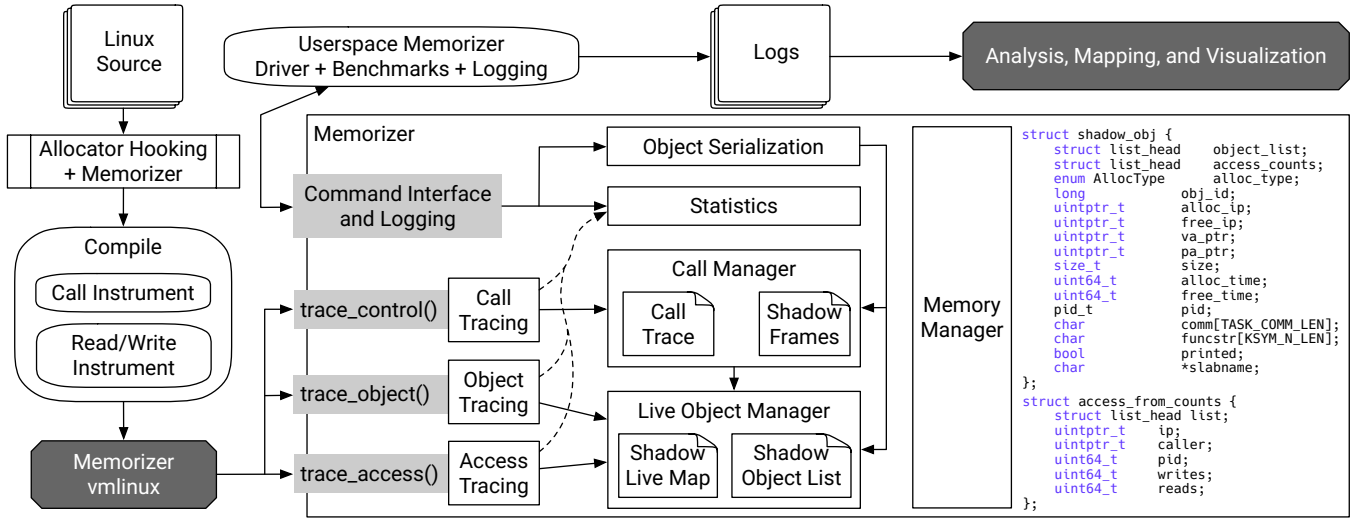 Linux
Source
Userspace Memorizer
Driver + Benchmarks + Logging
Logs
Analysis, Mapping, and Visualization
Allocator Hooking
+ Memorizer
Compile
Call Instrument
Read/Write
Instrument
Memorizer
vmlinux
Memorizer
Command Interface
and Logging
trace_control()
trace_object()
trace_access()
Call
Tracing
Object
Tracing
Access
Tracing
Object Serialization
Statistics
Call Manager
Call
Trace
Shadow
Frames
Live Object Manager
Shadow
Live Map
Shadow
Object List
Memory
Manager
struct shadow_obj {
struct list_head object_list;
struct list_head access_counts;
enum AllocType alloc_type;
long obj_id;
uintptr_t alloc_ip;
uintptr_t free_ip;
uintptr_t va_ptr;
uintptr_t pa_ptr;
size_t size;
uint64_t alloc_time;
uint64_t free_time;
pid_t pid;
char comm[TASK_COMM_LEN];
char funcstr[KSYM_N_LEN];
bool printed;
char *slabname;
};
struct access_from_counts {
struct list_head list;
uintptr_t ip;
uintptr_t caller;
uint64_t pid;
uint64_t writes;
uint64_t reads;
};